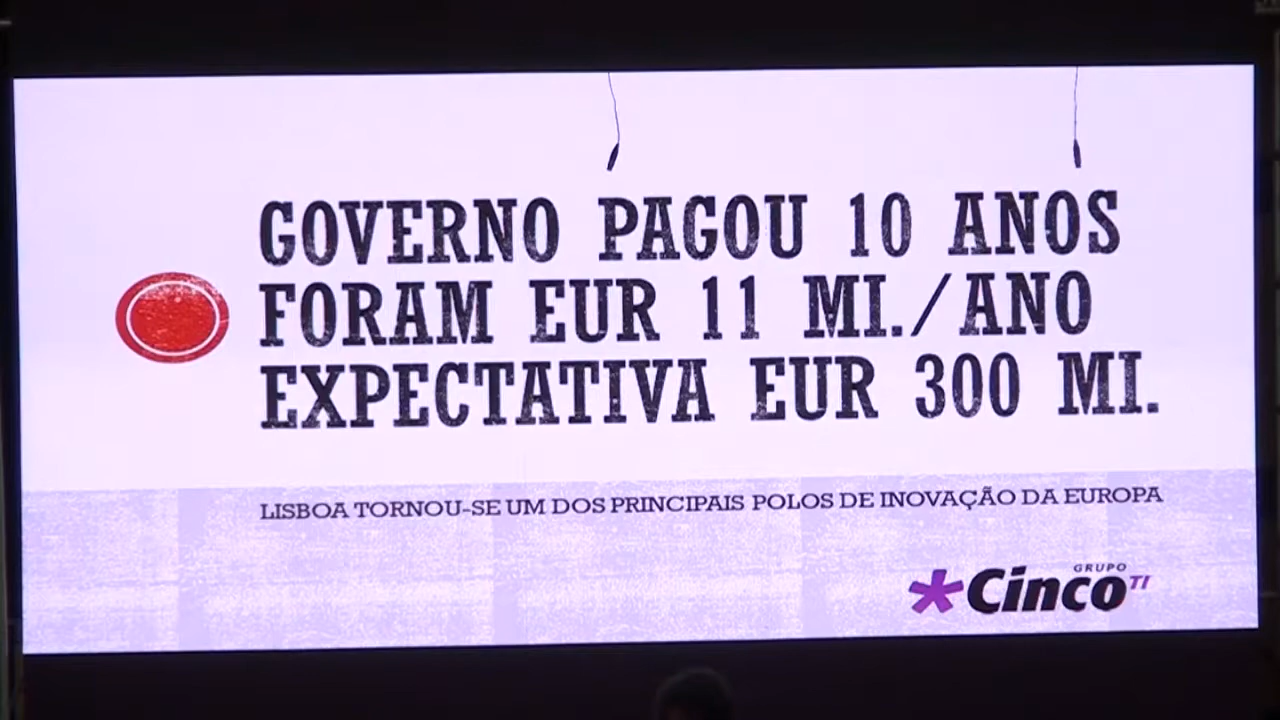 GOVERNO PAGOU 10 ANOS
FORAM EUR 11 MI./ANO
EXPECTATIVA EUR 300 MI.
LISBOA TORNOU-SE UM DOS PRINCIPAIS POLOS DE INOVAÇÃO DA EUROPA
GRUPO
Cinco TI